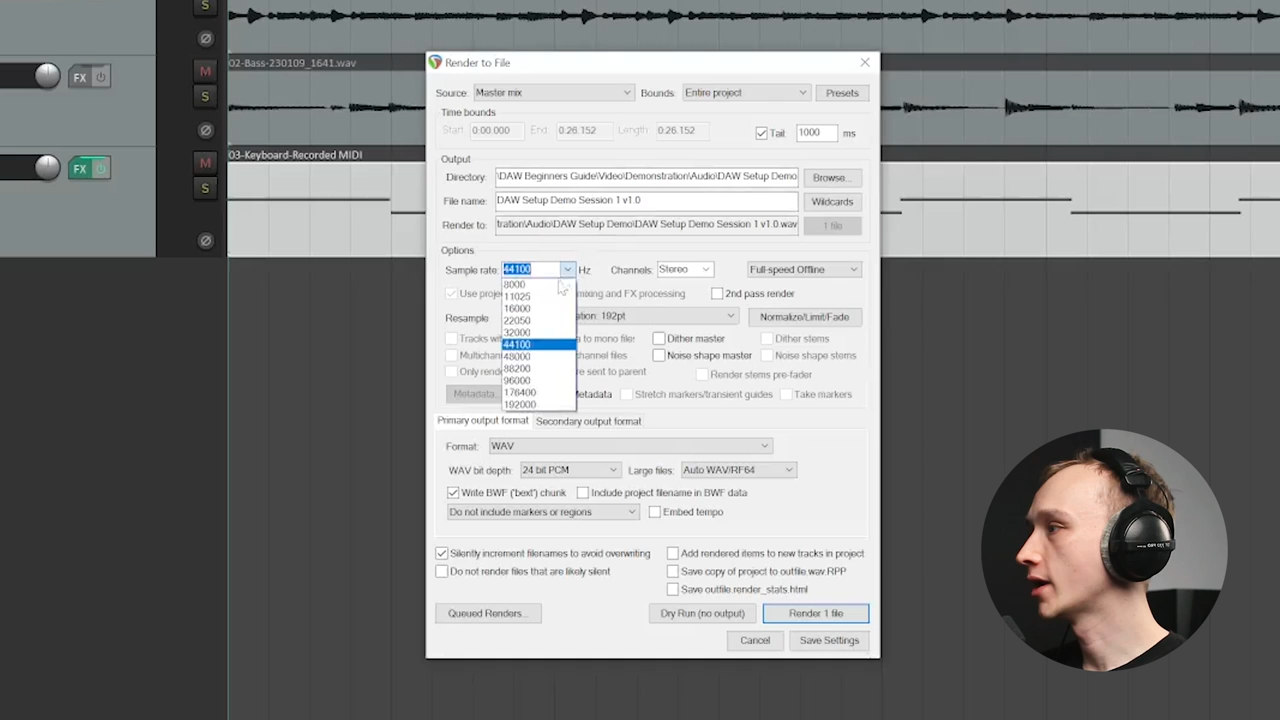 S
02-Bass-230109_1641.wav
FX
M
S
03-Keyboard-Recorded MIDI
FX
M
S
Render to File
Source: Master mix Bounds: Entire project Presets
Time bounds
Start: 0:00.000 End: 0:26.152 Length: 0:26.152 Tail: 1000 ms
Output
Directory: \DAW Beginners Guide\Video\Demonstration\Audio\DAW Setup Demo Browse...
File name: DAW Setup Demo Session 1 v1.0 Wildcards
Render to: tration\Audio\DAW Setup Demo\DAW Setup Demo Session 1 v1.0.wav 1 file
Options
Sample rate: 44100 Hz Channels: Stereo Full-speed Offline
8000
11025
16000
22050
32000
44100
48000
88200
96000
176400
192000
Use proje mixing and FX processing 2nd pass render
Resample ation: 192pt Normalize/Limit/Fade
Tracks wit a to mono file: Dither master Dither stems
Multichann hannel files Noise shape master Noise shape stems
Only rende re sent to parent Render stems pre-fader
Metadata... Metadata Stretch markers/transient guides Take markers
Primary output format Secondary output format
Format: WAV
WAV bit depth: 24 bit PCM Large files: Auto WAV/RF64
Write BWF ('bext') chunk Include project filename in BWF data
Do not include markers or regions Embed tempo
Silently increment filenames to avoid overwriting Add rendered items to new tracks in project
Do not render files that are likely silent Save copy of project to outfile.wav.RPP
Save outfile.render_stats.html
Queued Renders... Dry Run (no output) Render 1 file
Cancel Save Settings